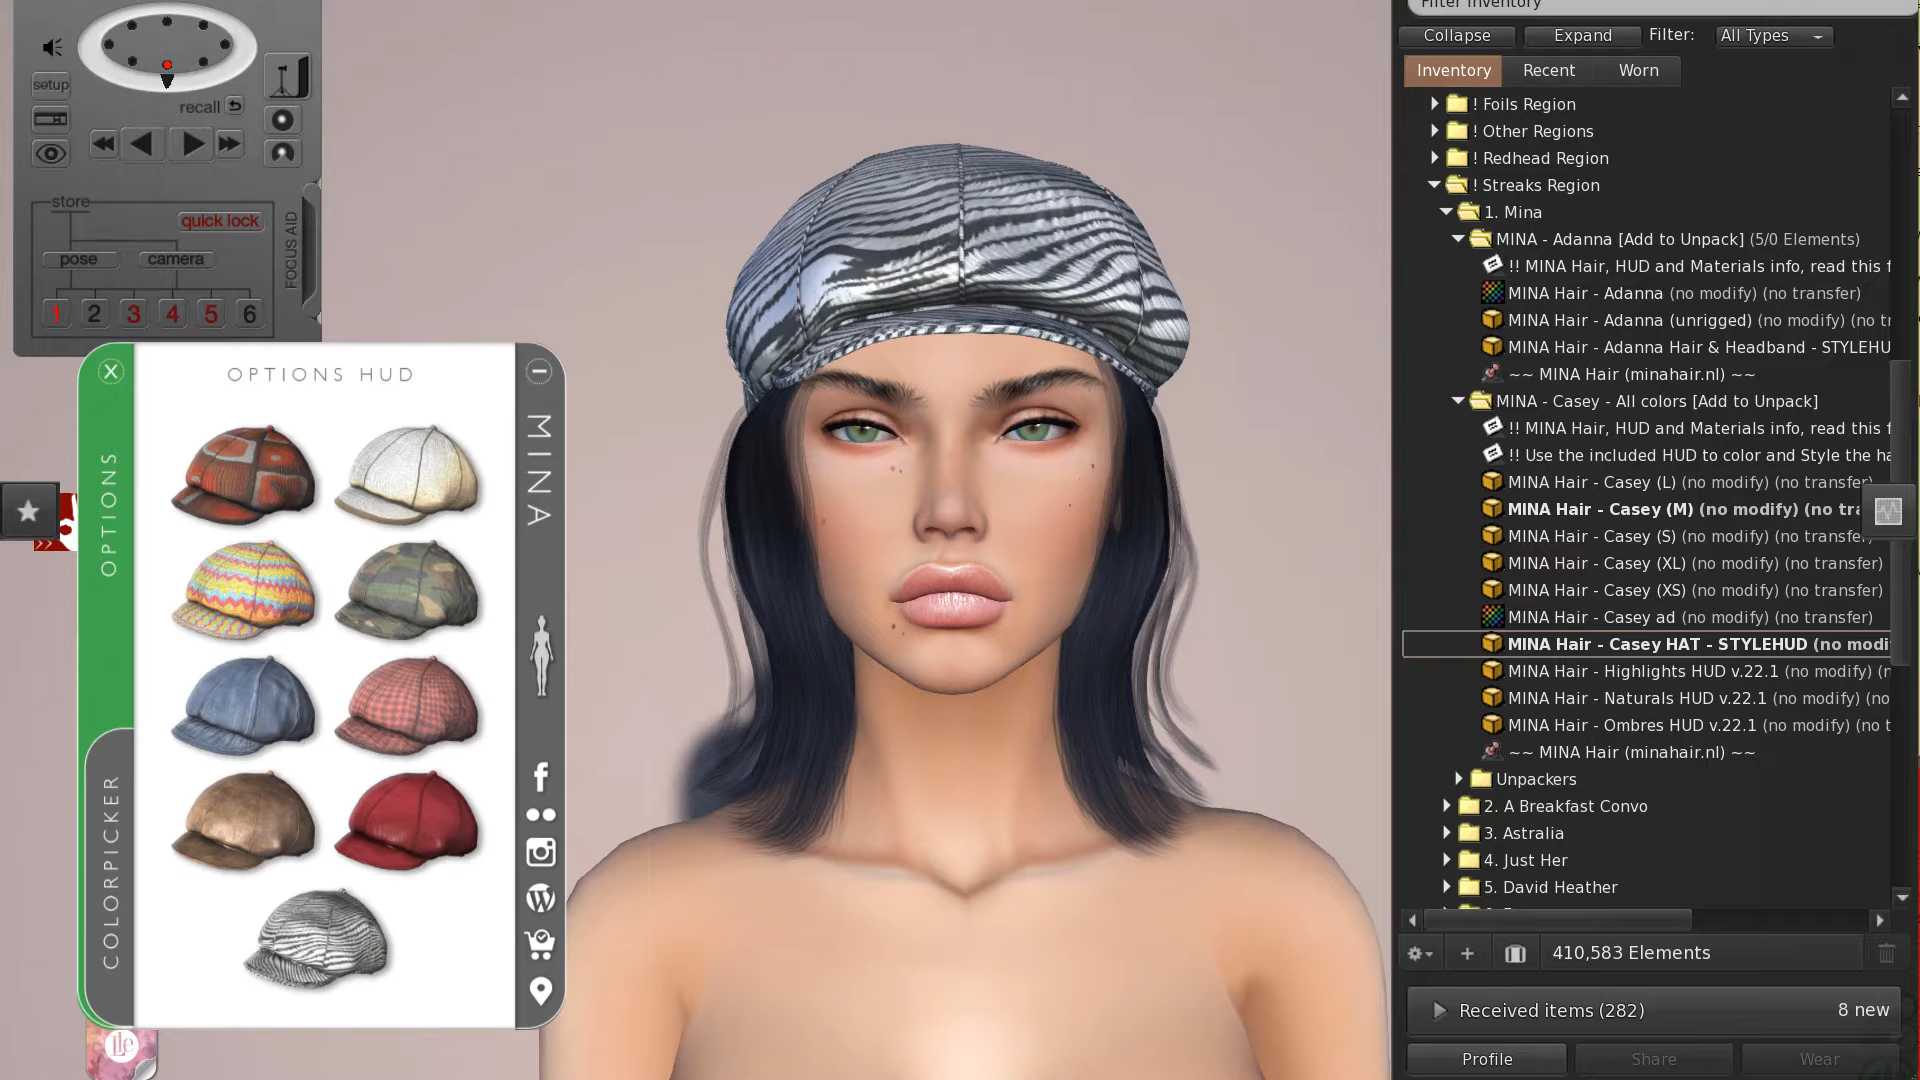 setup
recall
store
quick lock
pose
camera
FOCUS AID
1 2 3 4 5 6
OPTIONS HUD
OPTIONS
COLORPICKER
MINA
Filter Inventory
Collapse
Expand
Filter:
All Types
Inventory
Recent
Worn
! Foils Region
! Other Regions
! Redhead Region
! Streaks Region
1. Mina
MINA - Adanna [Add to Unpack] (5/0 Elements)
!! MINA Hair, HUD and Materials info, read this f
MINA Hair - Adanna (no modify) (no transfer)
MINA Hair - Adanna (unrigged) (no modify) (no tr
MINA Hair - Adanna Hair & Headband - STYLEHU
~~ MINA Hair (minahair.nl) ~~
MINA - Casey - All colors [Add to Unpack]
!! MINA Hair, HUD and Materials info, read this f
!! Use the included HUD to color and Style the ha
MINA Hair - Casey (L) (no modify) (no transfer)
MINA Hair - Casey (M) (no modify) (no tra
MINA Hair - Casey (S) (no modify) (no transfer)
MINA Hair - Casey (XL) (no modify) (no transfer)
MINA Hair - Casey (XS) (no modify) (no transfer)
MINA Hair - Casey ad (no modify) (no transfer)
MINA Hair - Casey HAT - STYLEHUD (no modi
MINA Hair - Highlights HUD v.22.1 (no modify) (n
MINA Hair - Naturals HUD v.22.1 (no modify) (no
MINA Hair - Ombres HUD v.22.1 (no modify) (no t
~~ MINA Hair (minahair.nl) ~~
Unpackers
2. A Breakfast Convo
3. Astralia
4. Just Her
5. David Heather
410,583 Elements
Received items (282)
8 new
Profile
Share
Wear